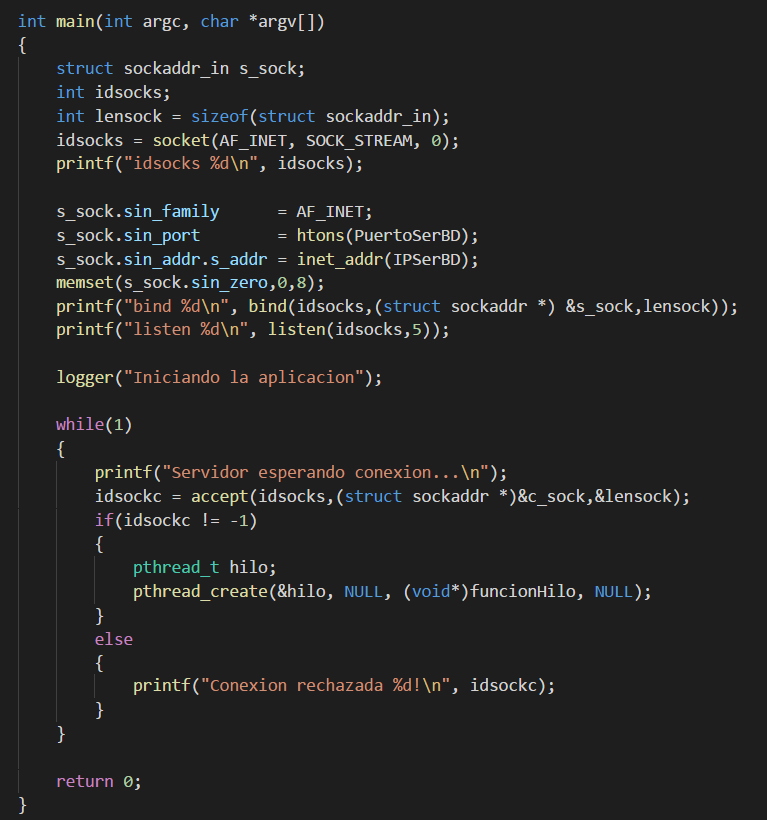 int main(int argc, char *argv[])
{
    struct sockaddr_in s_sock;
    int idsocks;
    int lensock = sizeof(struct sockaddr_in);
    idsocks = socket(AF_INET, SOCK_STREAM, 0);
    printf("idsocks %d\n", idsocks);

    s_sock.sin_family      = AF_INET;
    s_sock.sin_port        = htons(PuertoSerBD);
    s_sock.sin_addr.s_addr = inet_addr(IPSerBD);
    memset(s_sock.sin_zero,0,8);
    printf("bind %d\n", bind(idsocks,(struct sockaddr *) &s_sock,lensock));
    printf("listen %d\n", listen(idsocks,5));

    logger("Iniciando la aplicacion");

    while(1)
    {
        printf("Servidor esperando conexion...\n");
        idsockc = accept(idsocks,(struct sockaddr *)&c_sock,&lensock);
        if(idsockc != -1)
        {
            pthread_t hilo;
            pthread_create(&hilo, NULL, (void*)funcionHilo, NULL);
        }
        else
        {
            printf("Conexion rechazada %d!\n", idsockc);
        }
    }

    return 0;
}